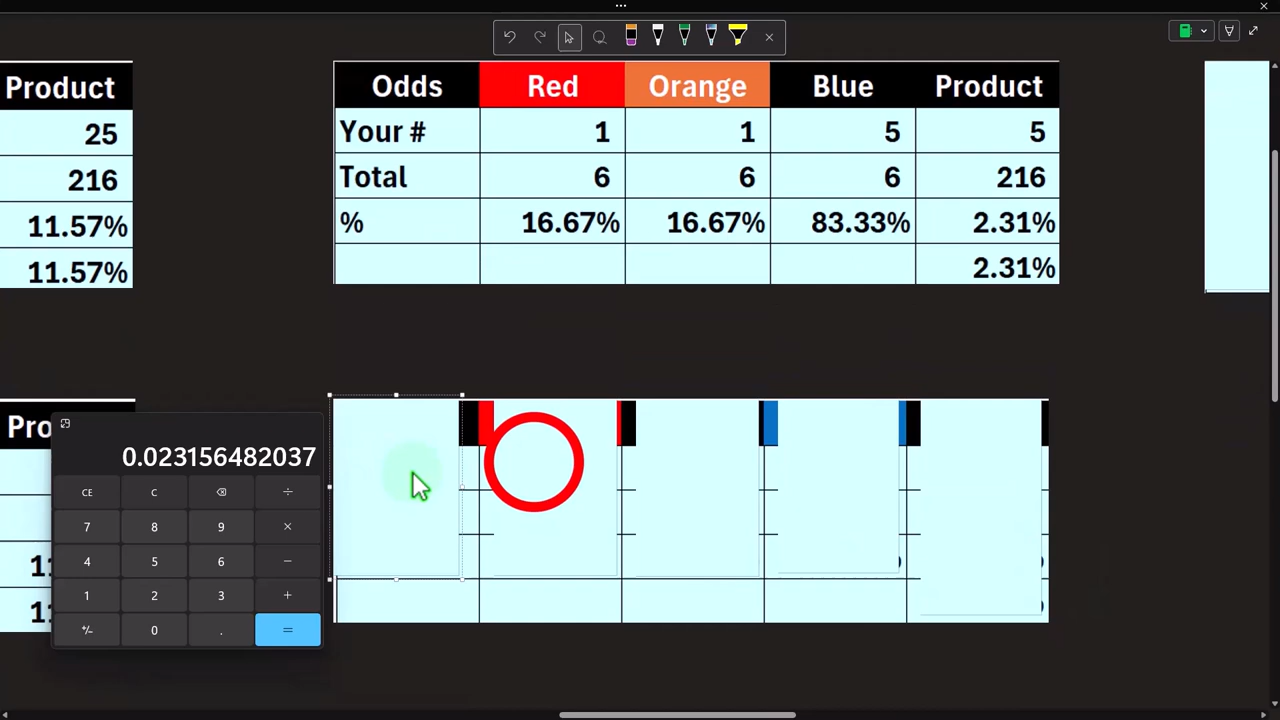 Product
25
216
11.57%
11.57%
Odds Red Orange Blue Product
Your # 1 1 5 5
Total 6 6 6 216
% 16.67% 16.67% 83.33% 2.31%
2.31%
Pro
0.023156482037
CE C ⌫ ÷
7 8 9 ×
4 5 6 −
1 2 3 +
+/− 0 . =